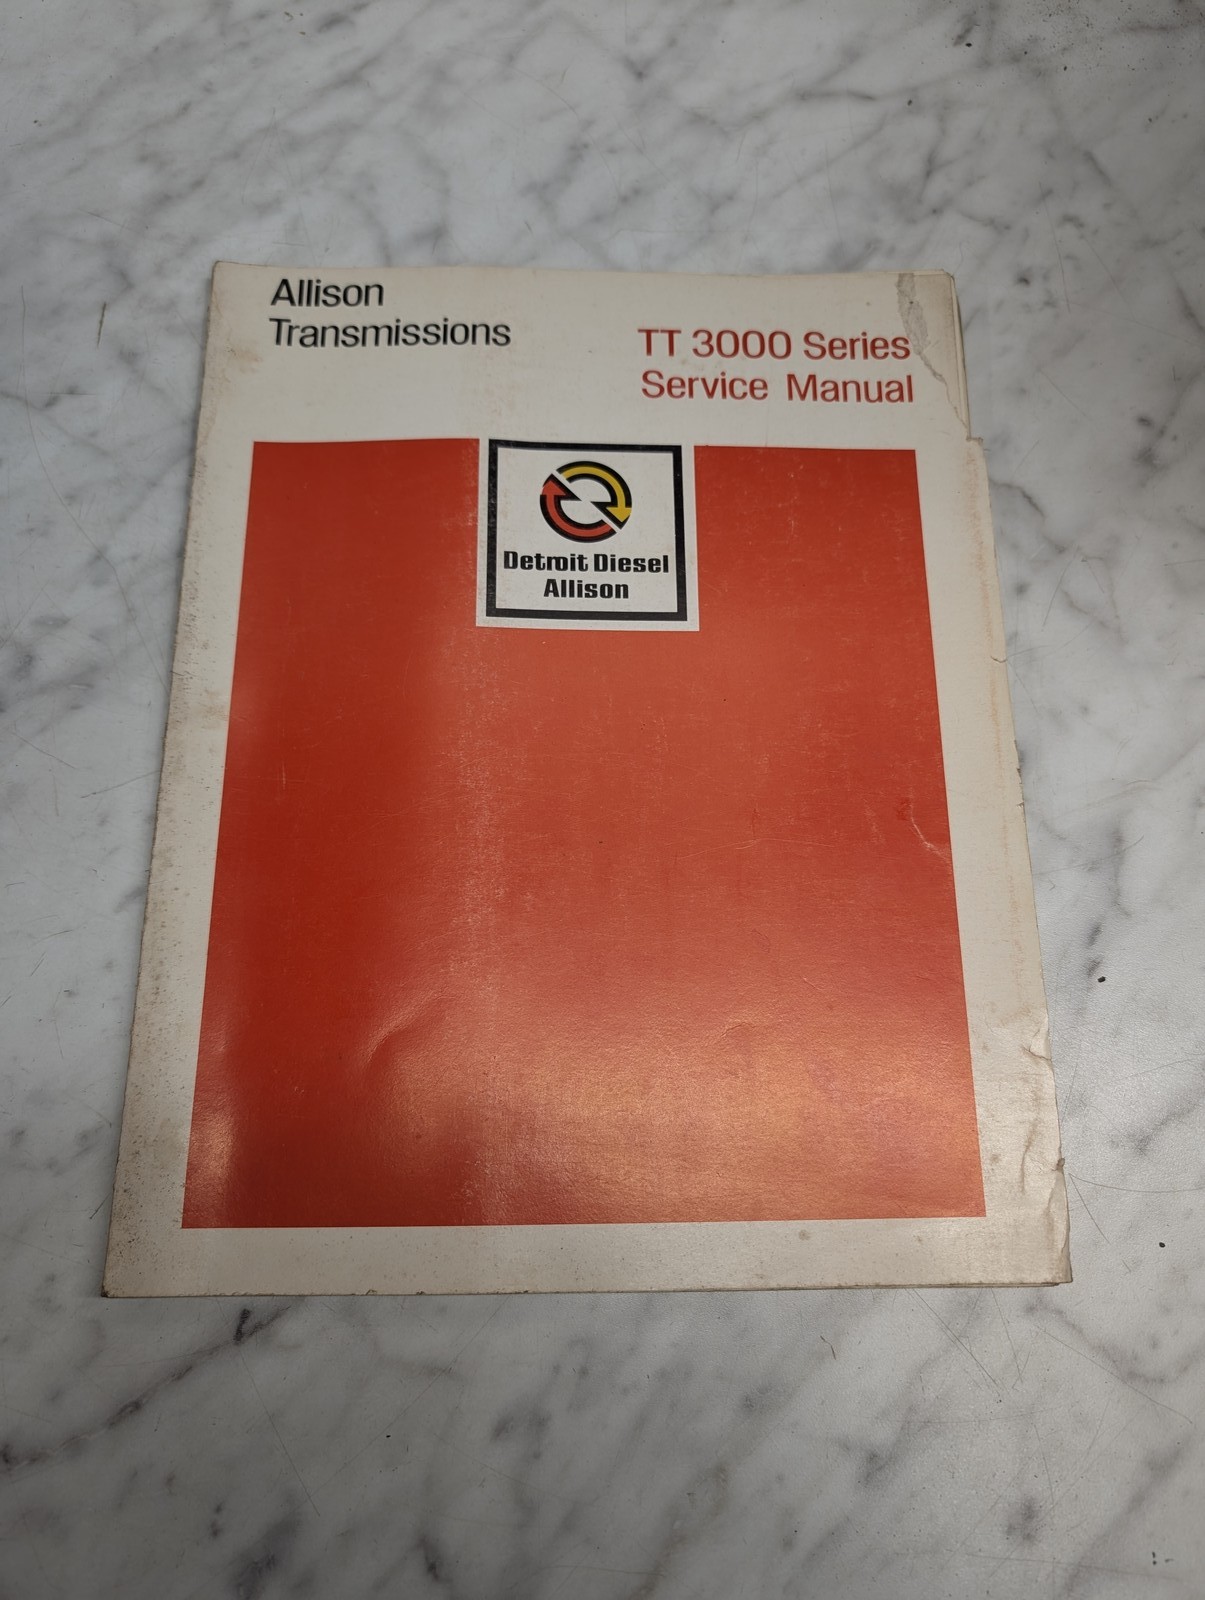 Allison
Transmissions
TT 3000 Series
Service Manual
Detroit Diesel
Allison